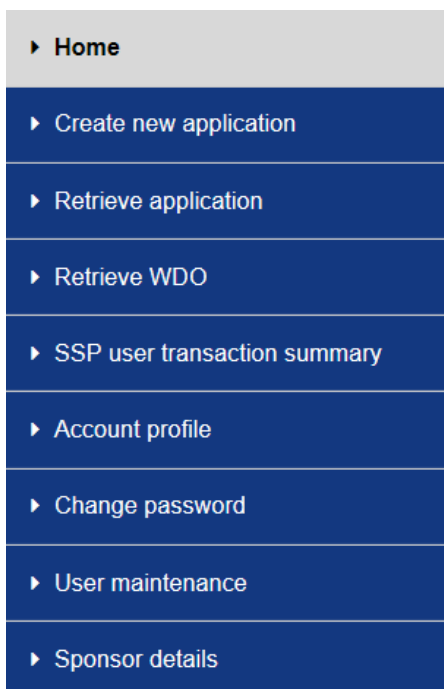 Home
Create new application
Retrieve application
Retrieve WDO
SSP user transaction summary
Account profile
Change password
User maintenance
Sponsor details